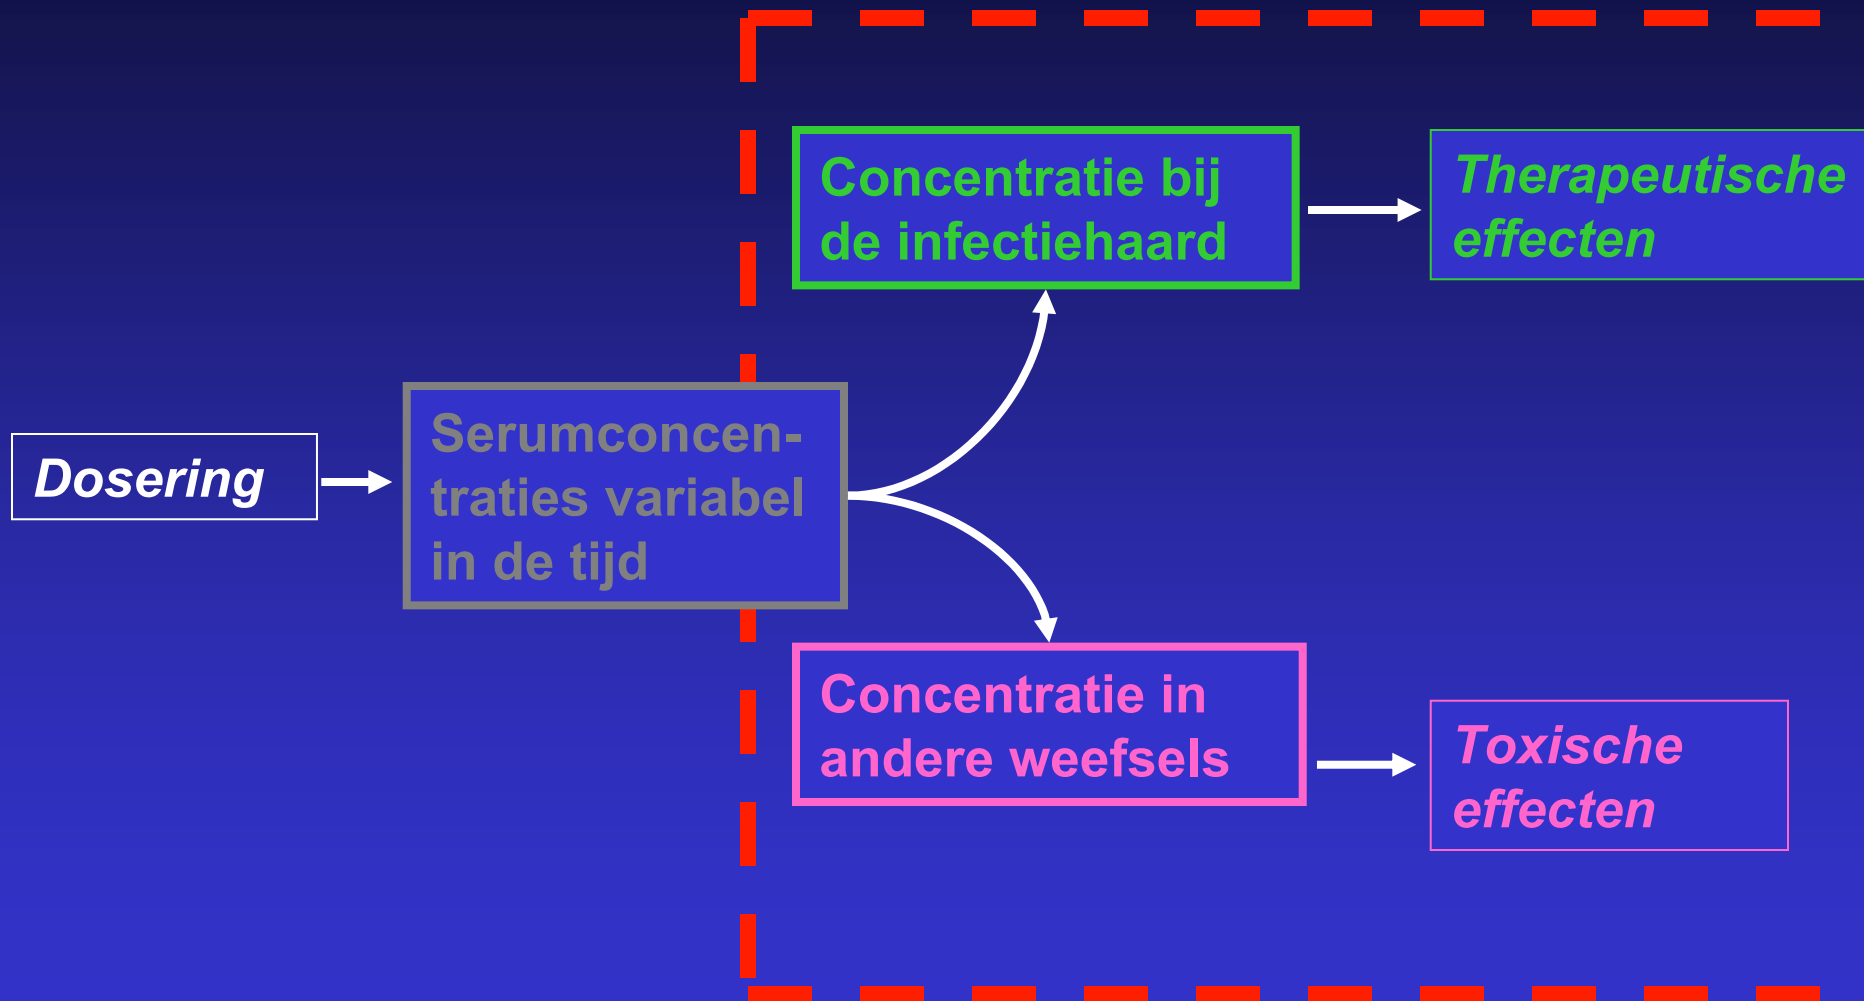 Dosering
Serumconcen-
traties variabel
in de tijd
Concentratie bij
de infectiehaard
Therapeutische
effecten
Concentratie in
andere weefsels
Toxische
effecten